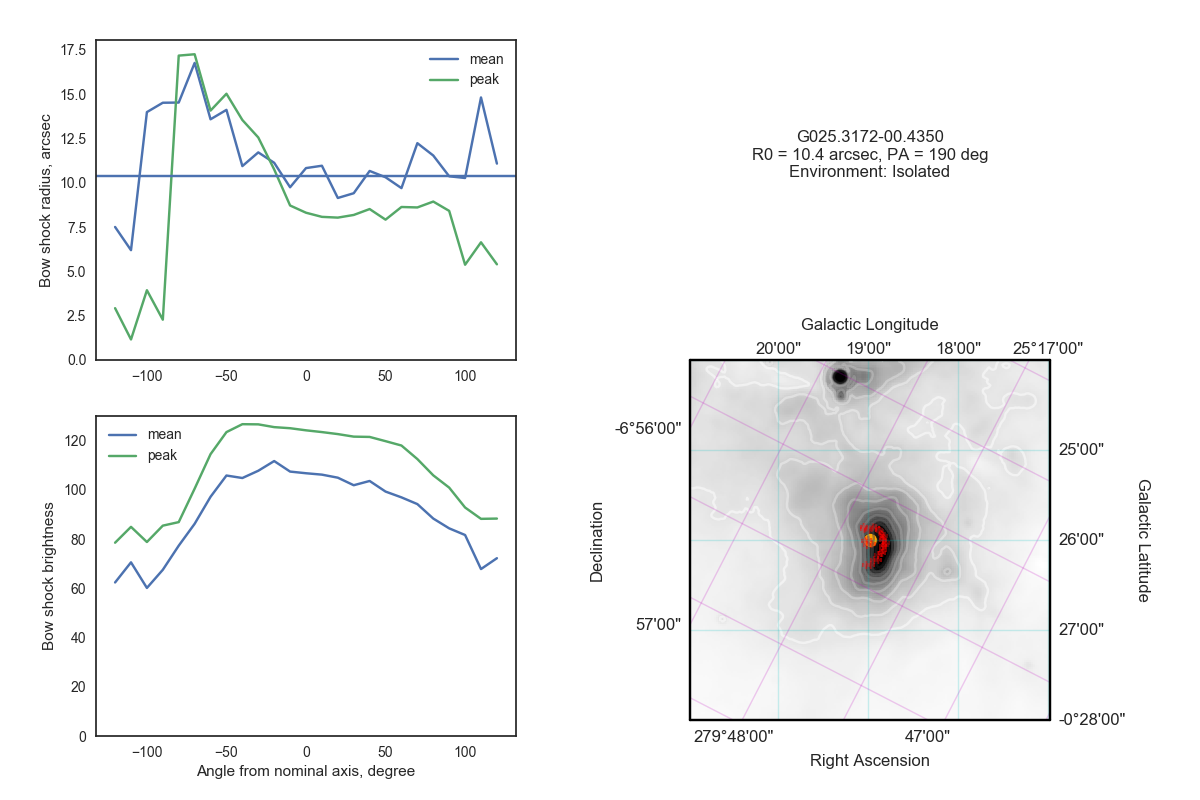 17.5
15.0
12.5
10.0
7.5
5.0
2.5
0.0
Bow shock radius, arcsec
mean
peak
−100
−50
0
50
100
G025.3172-00.4350
R0 = 10.4 arcsec, PA = 190 deg
Environment: Isolated
120
100
80
60
40
20
0
Bow shock brightness
mean
peak
−100
−50
0
50
100
Angle from nominal axis, degree
Galactic Longitude
20'00" 19'00" 18'00" 25°17'00"
-6°56'00"
57'00"
Declination
25'00"
26'00"
27'00"
-0°28'00"
Galactic Latitude
279°48'00" 47'00"
Right Ascension